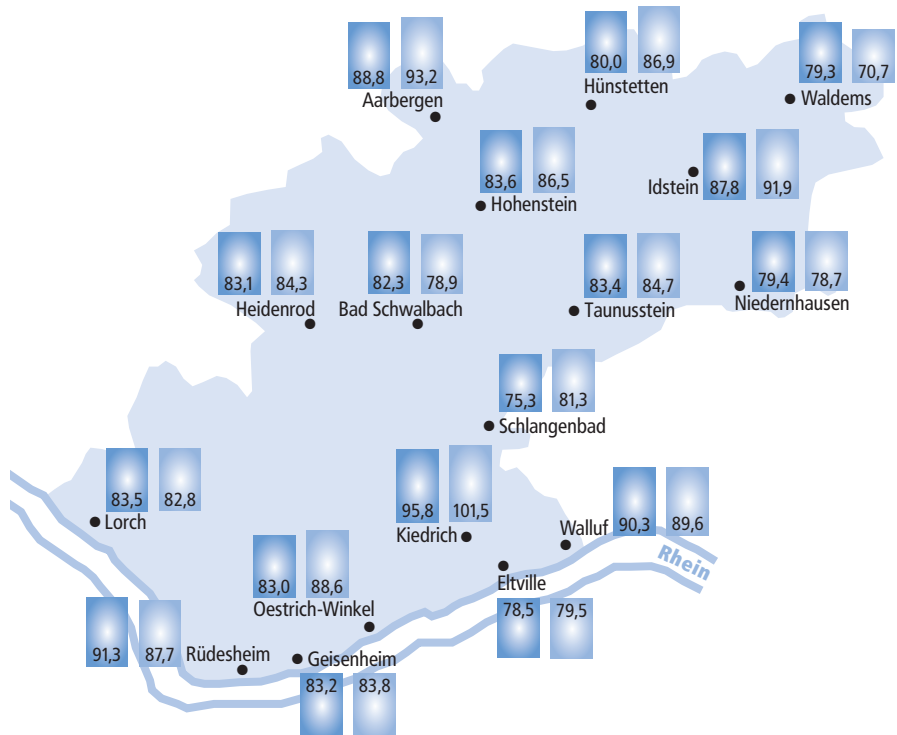 88,8 93,2
Aarbergen
80,0 86,9
Hünstetten
79,3 70,7
Waldems
83,6 86,5
Hohenstein
Idstein 87,8 91,9
83,1 84,3
Heidenrod
82,3 78,9
Bad Schwalbach
83,4 84,7
Taunusstein
79,4 78,7
Niedernhausen
75,3 81,3
Schlangenbad
83,5 82,8
Lorch
95,8 101,5
Kiedrich
90,3 89,6
Walluf
Rhein
Eltville
78,5 79,5
83,0 88,6
Oestrich-Winkel
91,3 87,7 Rüdesheim
Geisenheim
83,2 83,8